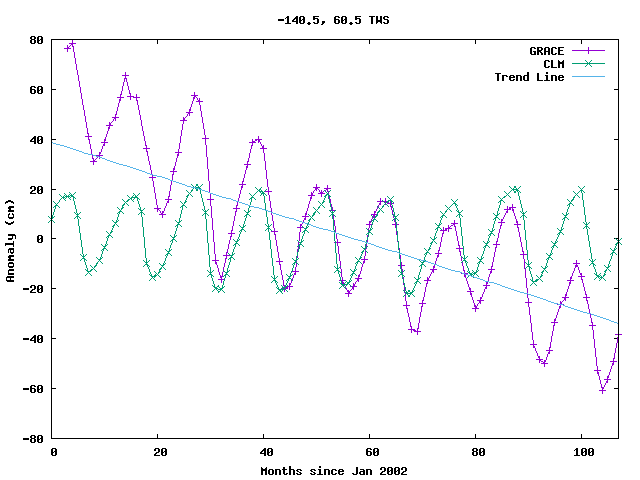 -140.5, 60.5 TWS
GRACE
CLM
Trend Line
80
60
40
20
0
-20
-40
-60
-80
Anomaly (cm)
0 20 40 60 80 100
Months since Jan 2002